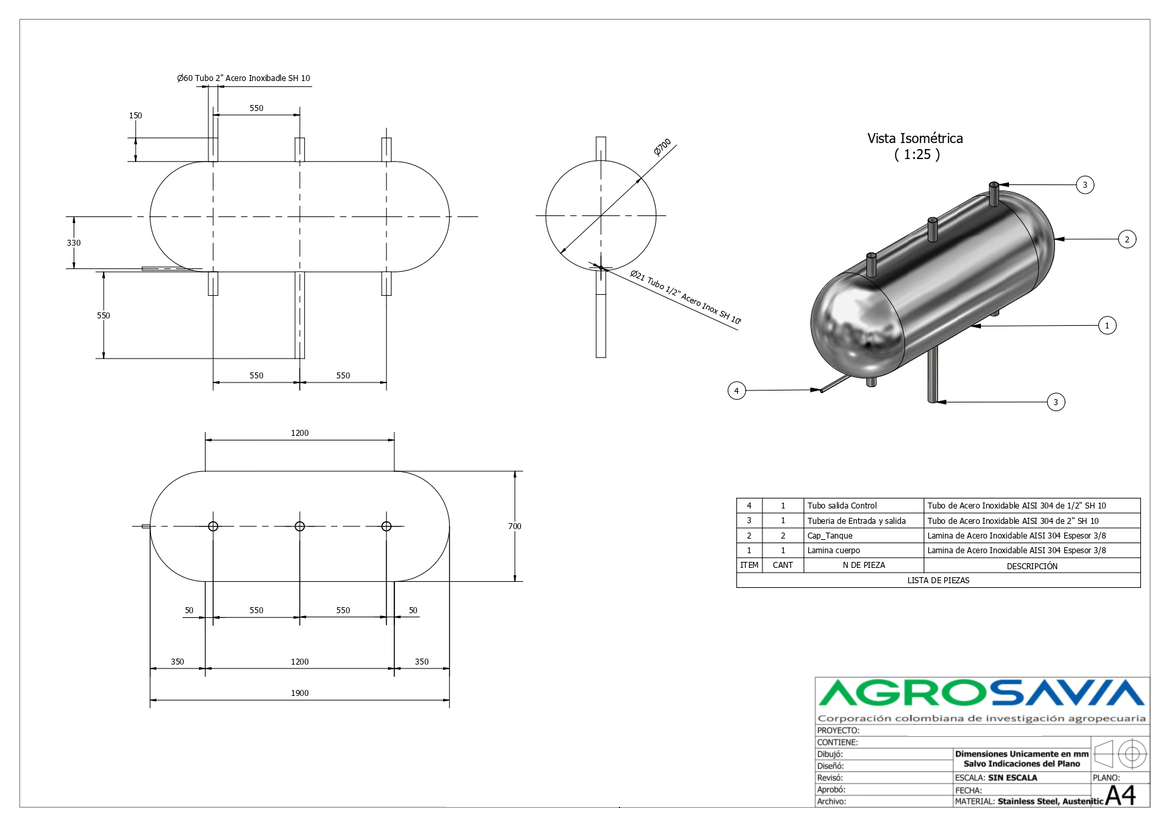 Ø60 Tubo 2" Acero Inoxibadle SH 10
550
150
330
550
550
550
Ø700
Ø21 Tubo 1/2" Acero Inox SH 10
Vista Isométrica
( 1:25 )
3
2
1
4
3
1200
700
50
550
550
50
350
1200
350
1900
4 1 Tubo salida Control Tubo de Acero Inoxidable AISI 304 de 1/2" SH 10
3 1 Tuberia de Entrada y salida Tubo de Acero Inoxidable AISI 304 de 2" SH 10
2 2 Cap_Tanque Lamina de Acero Inoxidable AISI 304 Espesor 3/8
1 1 Lamina cuerpo Lamina de Acero Inoxidable AISI 304 Espesor 3/8
ITEM CANT N DE PIEZA DESCRIPCIÓN
LISTA DE PIEZAS
AGROSAVIA
Corporación colombiana de investigación agropecuaria
PROYECTO:
CONTIENE:
Dibujó:
Diseñó:
Dimensiones Unicamente en mm
Salvo Indicaciones del Plano
Revisó:
ESCALA: SIN ESCALA
PLANO:
Aprobó:
FECHA:
Archivo:
MATERIAL: Stainless Steel, Austenitic
A4